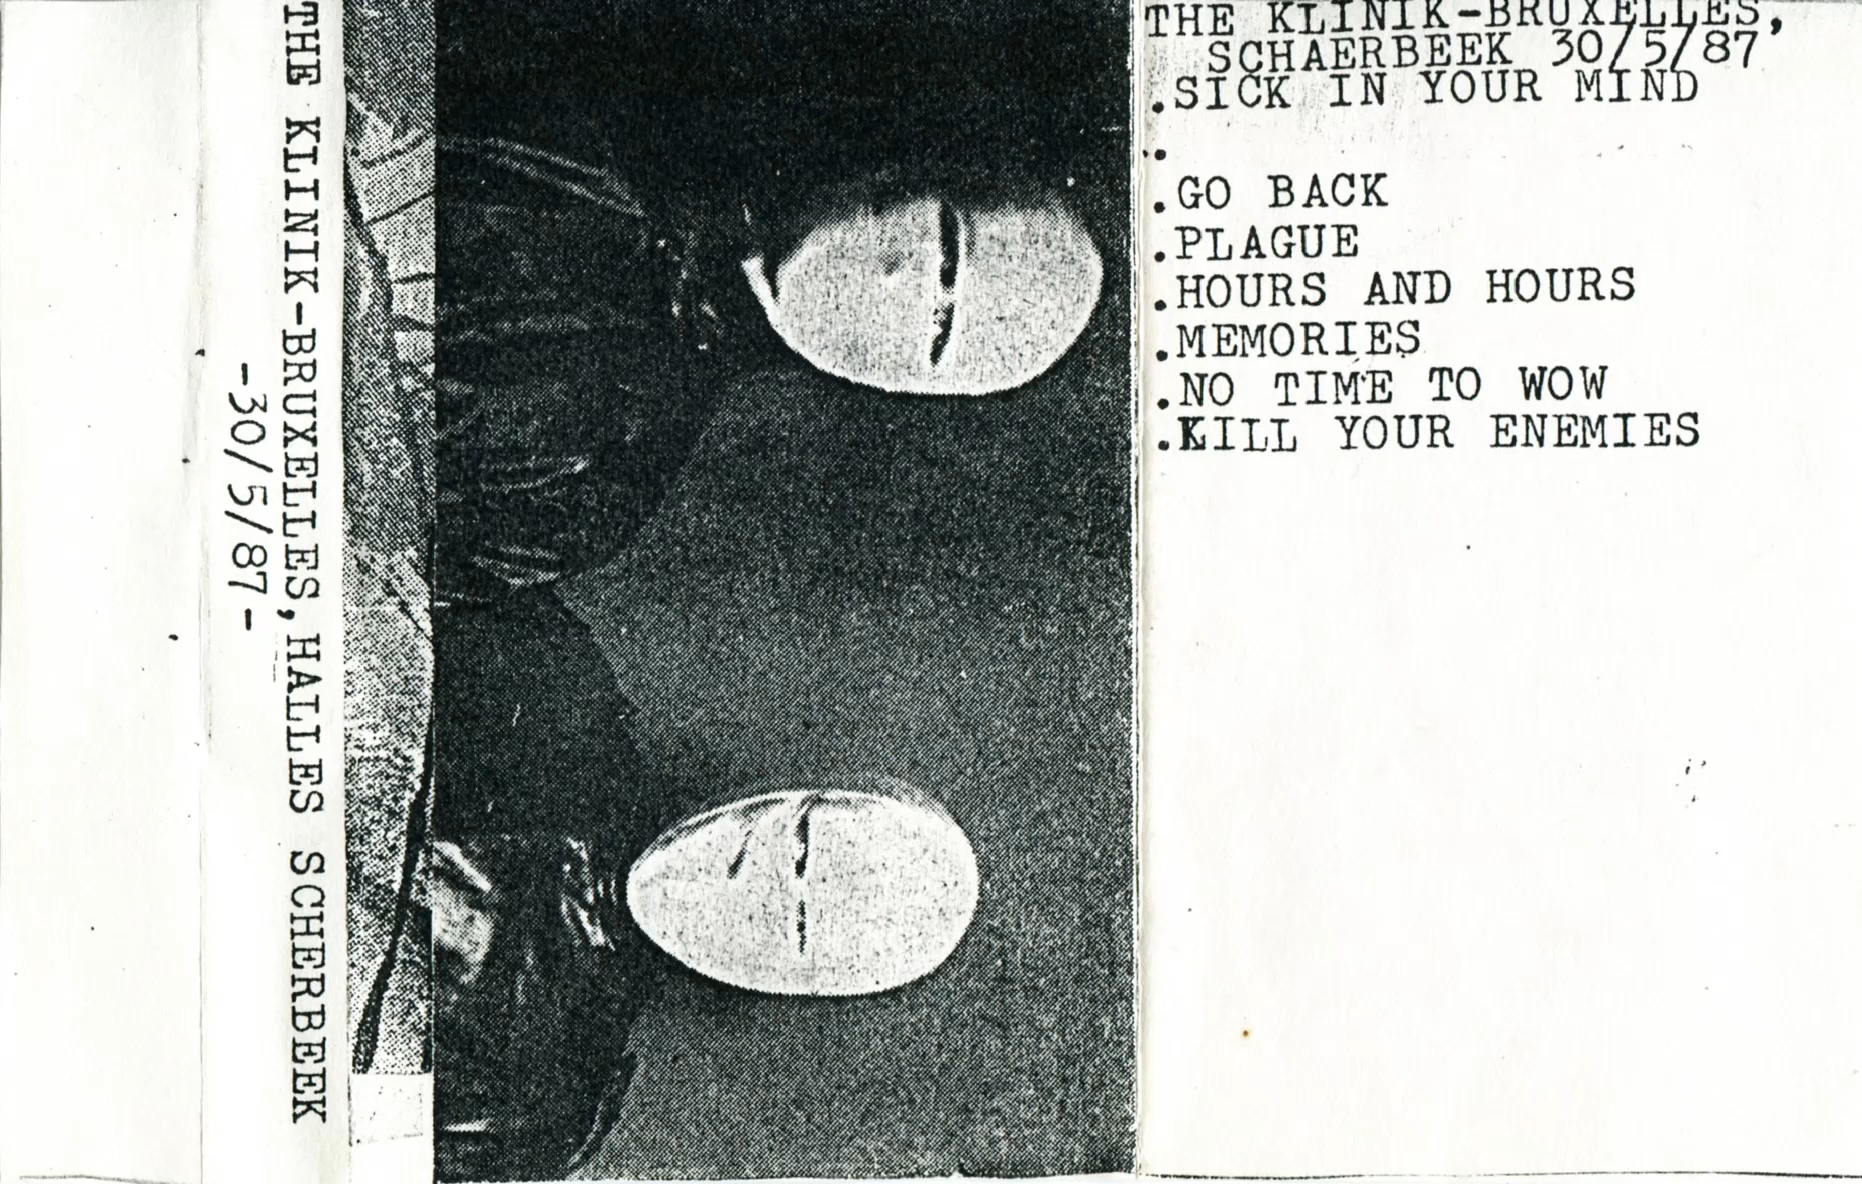 THE KLINIK-BRUXELLES,HALLES SCHERBEEK
-30/5/87-
THE KLINIK-BRUXELLES,
SCHAERBEEK 30/5/87
.SICK IN YOUR MIND
.
.GO BACK
.PLAGUE
.HOURS AND HOURS
.MEMORIES
.NO TIME TO WOW
.KILL YOUR ENEMIES